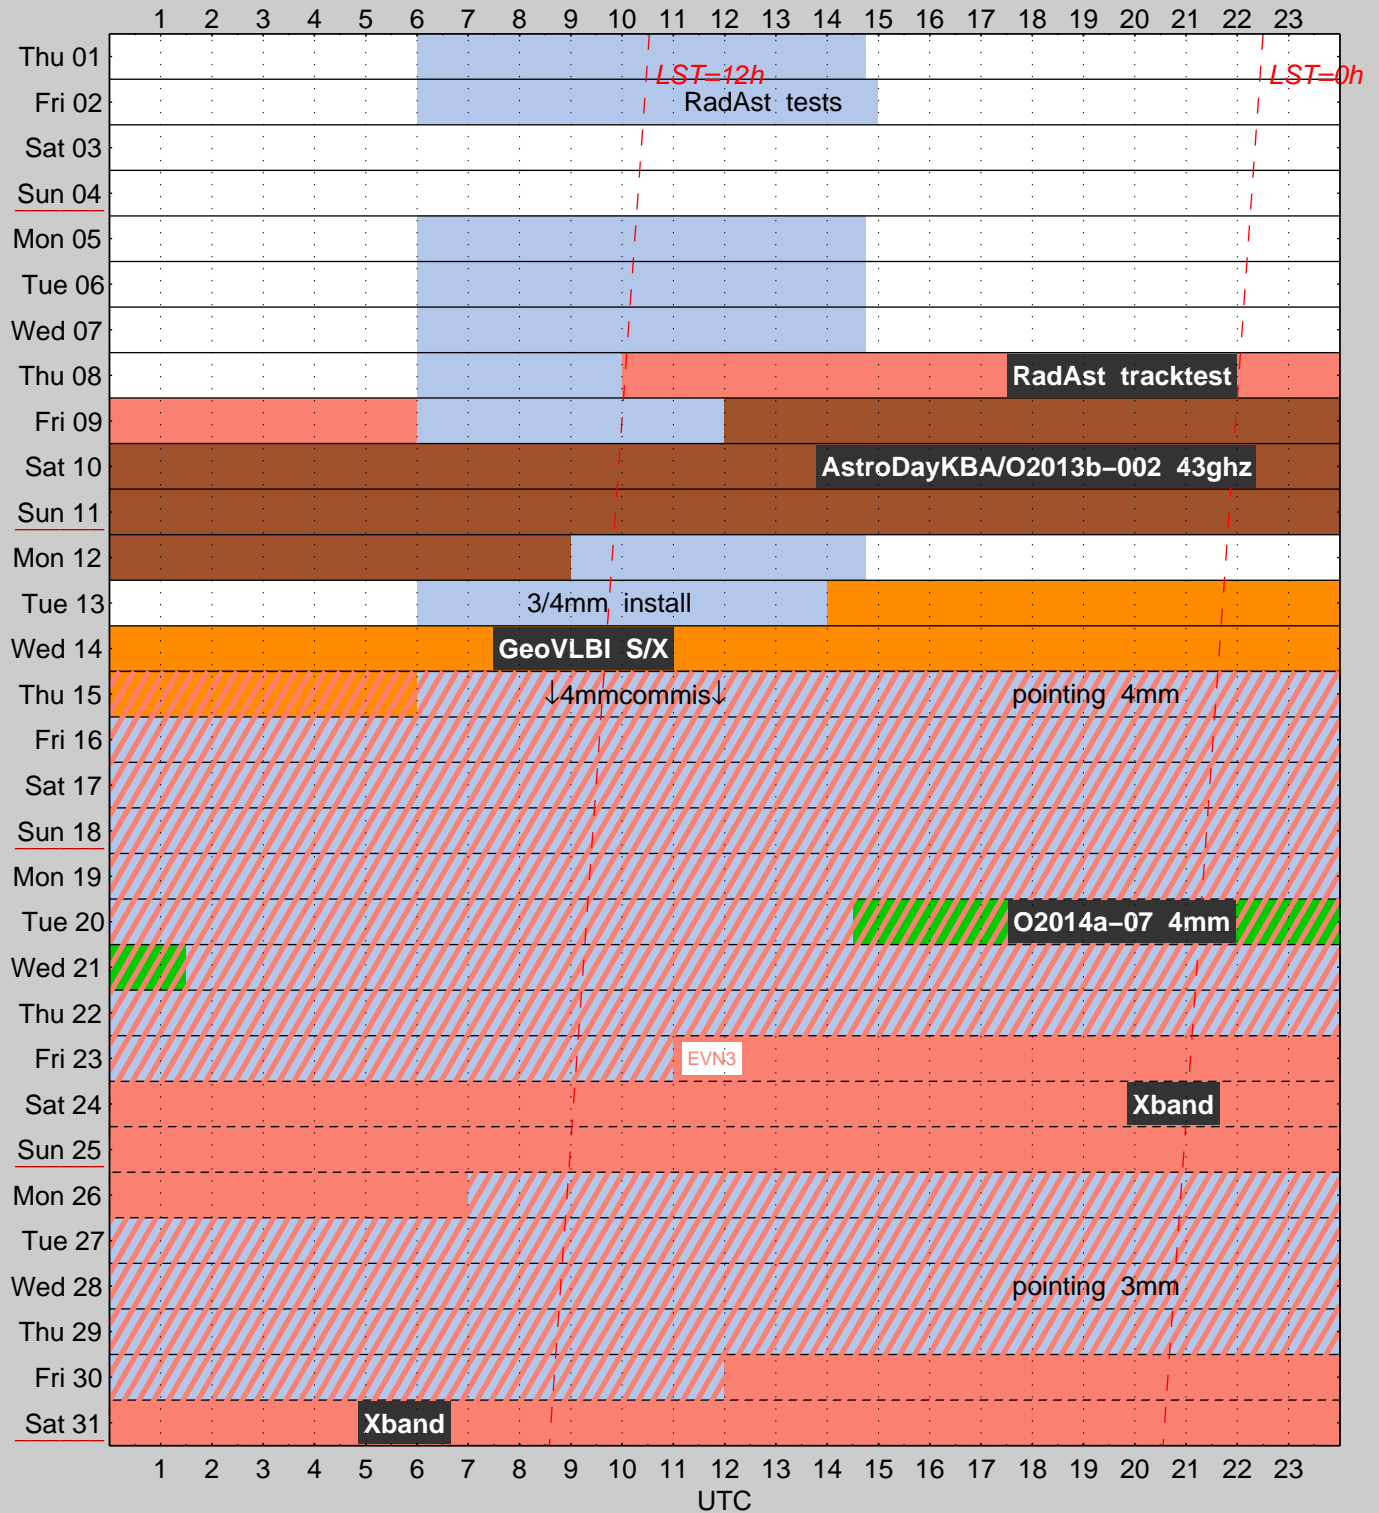 1 2 3 4 5 6 7 8 9 10 11 12 13 14 15 16 17 18 19 20 21 22 23
Thu 01
LST=12h LST=0h
Fri 02 RadAst tests
Sat 03
Sun 04
Mon 05
Tue 06
Wed 07
Thu 08 RadAst tracktest
Fri 09
Sat 10 AstroDayKBA/O2013b−002 43ghz
Sun 11
Mon 12
Tue 13 3/4mm install
Wed 14 GeoVLBI S/X
Thu 15 ↓4mmcommis↓ pointing 4mm
Fri 16
Sat 17
Sun 18
Mon 19
Tue 20 O2014a−07 4mm
Wed 21
Thu 22
Fri 23 EVN3
Sat 24 Xband
Sun 25
Mon 26
Tue 27
Wed 28 pointing 3mm
Thu 29
Fri 30
Sat 31 Xband
1 2 3 4 5 6 7 8 9 10 11 12 13 14 15 16 17 18 19 20 21 22 23
UTC